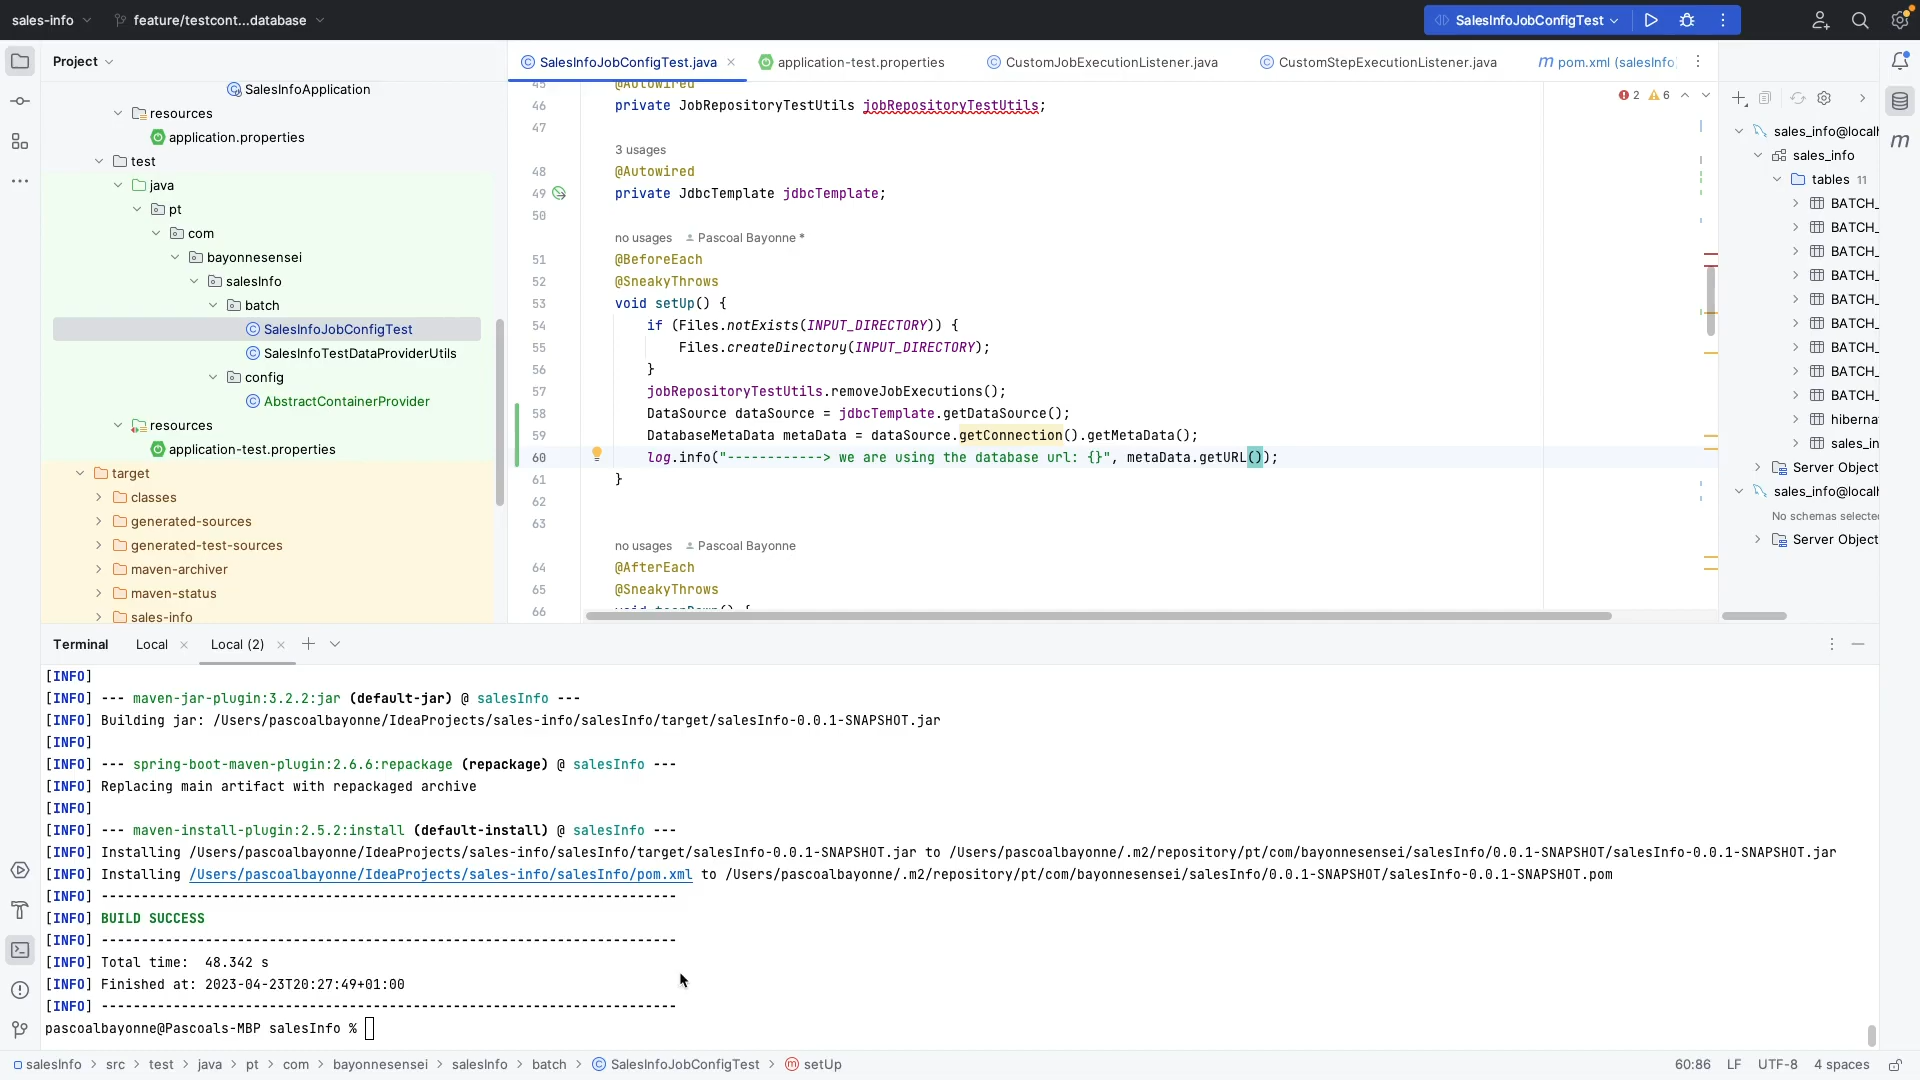 sales-info
feature/testcont...database
SalesInfoJobConfigTest
Project
SalesInfoJobConfigTest.java
application-test.properties
CustomJobExecutionListener.java
CustomStepExecutionListener.java
pom.xml (salesInfo
SalesInfoApplication
resources
application.properties
test
java
pt
com
bayonnesensei
salesInfo
batch
SalesInfoJobConfigTest
SalesInfoTestDataProviderUtils
config
AbstractContainerProvider
resources
application-test.properties
target
classes
generated-sources
generated-test-sources
maven-archiver
maven-status
sales-info
2 6
45 @Autowired
46 private JobRepositoryTestUtils jobRepositoryTestUtils;
47
3 usages
48 @Autowired
49 private JdbcTemplate jdbcTemplate;
50
no usages Pascoal Bayonne *
51 @BeforeEach
52 @SneakyThrows
53 void setUp() {
54 if (Files.notExists(INPUT_DIRECTORY)) {
55 Files.createDirectory(INPUT_DIRECTORY);
56 }
57 jobRepositoryTestUtils.removeJobExecutions();
58 DataSource dataSource = jdbcTemplate.getDataSource();
59 DatabaseMetaData metaData = dataSource.getConnection().getMetaData();
60 log.info("------------> we are using the database url: {}", metaData.getURL());
61 }
62
63
no usages Pascoal Bayonne
64 @AfterEach
65 @SneakyThrows
66 void tearDown() {
sales_info@localh
sales_info
tables 11
BATCH_
BATCH_
BATCH_
BATCH_
BATCH_
BATCH_
BATCH_
BATCH_
BATCH_
hiberna
sales_in
Server Object
sales_info@localh
No schemas selected
Server Object
m
Terminal
Local
Local (2)
[INFO]
[INFO] --- maven-jar-plugin:3.2.2:jar (default-jar) @ salesInfo ---
[INFO] Building jar: /Users/pascoalbayonne/IdeaProjects/sales-info/salesInfo/target/salesInfo-0.0.1-SNAPSHOT.jar
[INFO]
[INFO] --- spring-boot-maven-plugin:2.6.6:repackage (repackage) @ salesInfo ---
[INFO] Replacing main artifact with repackaged archive
[INFO]
[INFO] --- maven-install-plugin:2.5.2:install (default-install) @ salesInfo ---
[INFO] Installing /Users/pascoalbayonne/IdeaProjects/sales-info/salesInfo/target/salesInfo-0.0.1-SNAPSHOT.jar to /Users/pascoalbayonne/.m2/repository/pt/com/bayonnesensei/salesInfo/0.0.1-SNAPSHOT/salesInfo-0.0.1-SNAPSHOT.jar
[INFO] Installing /Users/pascoalbayonne/IdeaProjects/sales-info/salesInfo/pom.xml to /Users/pascoalbayonne/.m2/repository/pt/com/bayonnesensei/salesInfo/0.0.1-SNAPSHOT/salesInfo-0.0.1-SNAPSHOT.pom
[INFO] ------------------------------------------------------------------------
[INFO] BUILD SUCCESS
[INFO] ------------------------------------------------------------------------
[INFO] Total time:  48.342 s
[INFO] Finished at: 2023-04-23T20:27:49+01:00
[INFO] ------------------------------------------------------------------------
pascoalbayonne@Pascoals-MBP salesInfo %
salesInfo > src > test > java > pt > com > bayonnesensei > salesInfo > batch > SalesInfoJobConfigTest > setUp
60:86 LF UTF-8 4 spaces